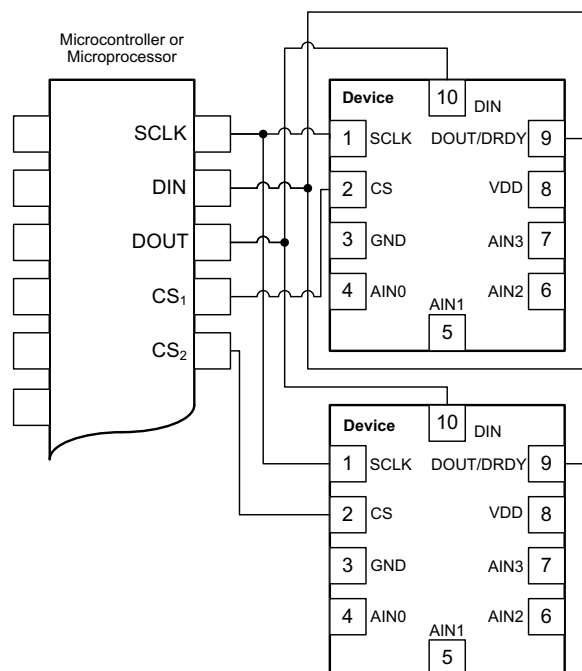 Microcontroller or
Microprocessor
SCLK
DIN
DOUT
CS₁
CS₂
Device
10 DIN
1 SCLK
DOUT/DRDY 9
2 CS
VDD 8
3 GND
AIN3 7
4 AIN0
AIN2 6
AIN1
5
Device
10 DIN
1 SCLK
DOUT/DRDY 9
2 CS
VDD 8
3 GND
AIN3 7
4 AIN0
AIN2 6
AIN1
5